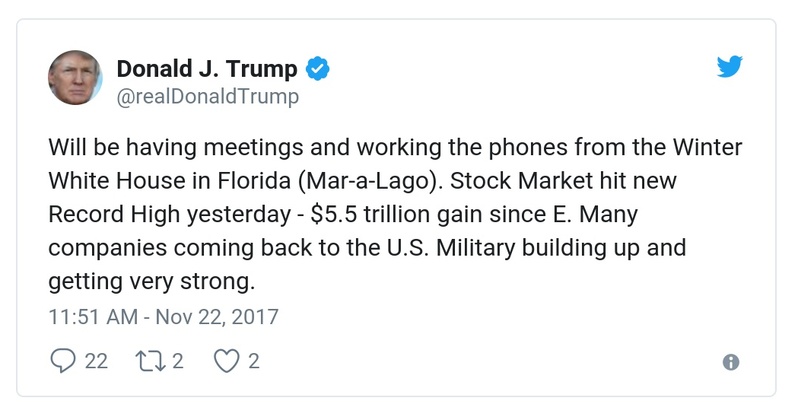 Donald J. Trump
@realDonaldTrump
Will be having meetings and working the phones from the Winter
White House in Florida (Mar-a-Lago). Stock Market hit new
Record High yesterday - $5.5 trillion gain since E. Many
companies coming back to the U.S. Military building up and
getting very strong.
11:51 AM - Nov 22, 2017
22 2 2